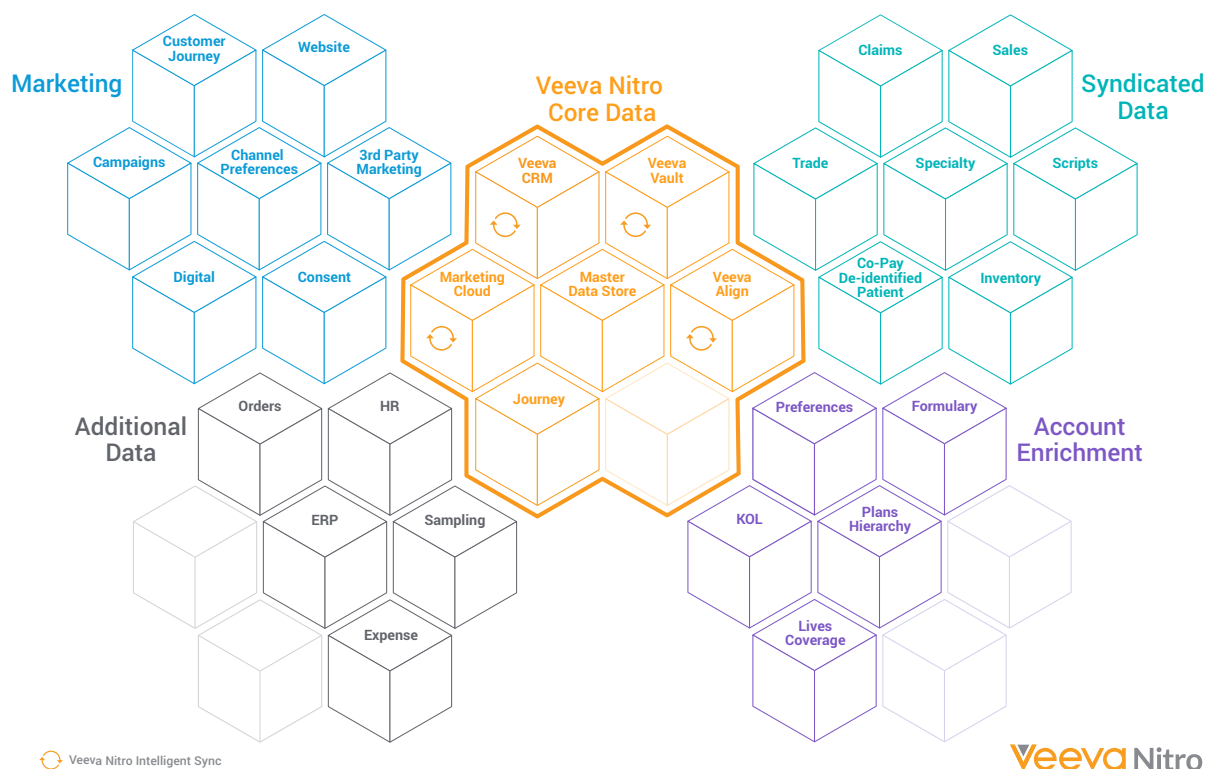 Marketing
Customer
Journey
Website
Campaigns
Channel
Preferences
3rd Party
Marketing
Digital
Consent
Veeva Nitro
Core Data
Veeva
CRM
Veeva
Vault
Marketing
Cloud
Master
Data Store
Veeva
Align
Journey
Syndicated
Data
Claims
Sales
Trade
Specialty
Scripts
Co-Pay
De-identified
Patient
Inventory
Additional
Data
Orders
HR
ERP
Sampling
Expense
Account
Enrichment
Preferences
Formulary
KOL
Plans
Hierarchy
Lives
Coverage
Veeva Nitro Intelligent Sync
Veeva Nitro